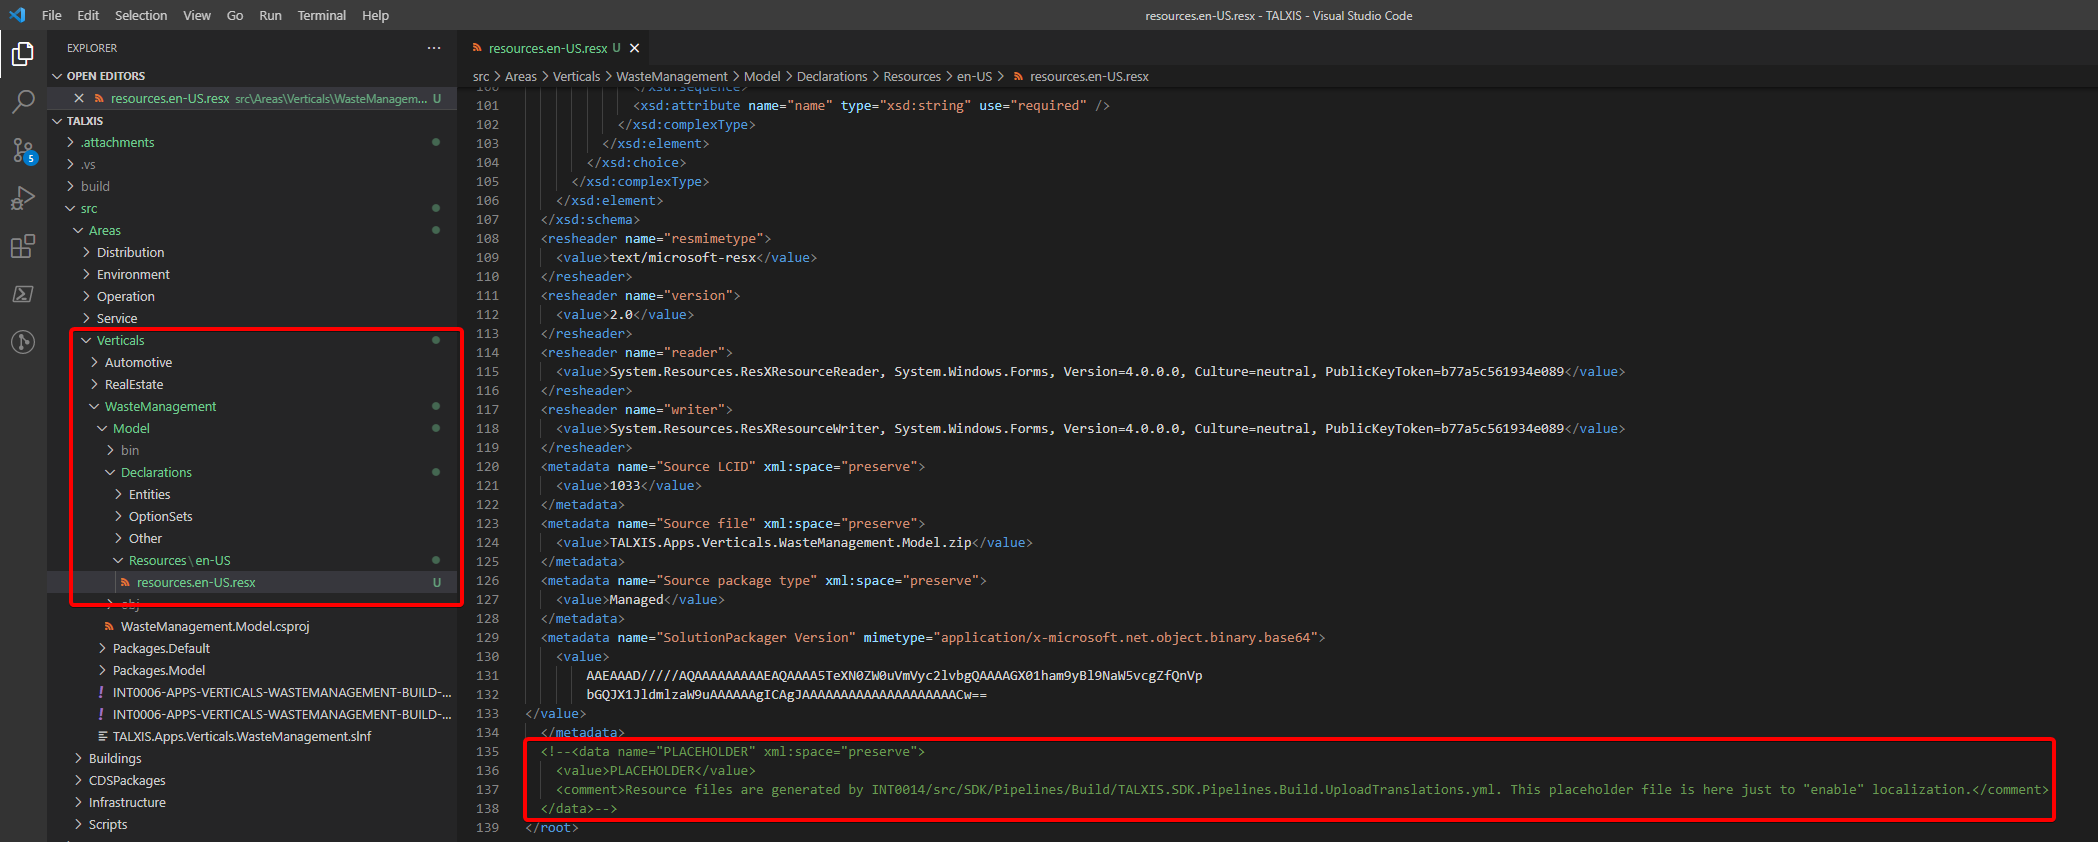 File Edit Selection View Go Run Terminal Help
resources.en-US.resx - TALXIS - Visual Studio Code
EXPLORER ...
OPEN EDITORS
resources.en-US.resx src\Areas\Verticals\WasteManagem... U
TALXIS
.attachments
.vs
build
src
Areas
Distribution
Environment
Operation
Service
Verticals
Automotive
RealEstate
WasteManagement
Model
bin
Declarations
Entities
OptionSets
Other
Resources\en-US
resources.en-US.resx U
obj
WasteManagement.Model.csproj
Packages.Default
Packages.Model
! INT0006-APPS-VERTICALS-WASTEMANAGEMENT-BUILD-...
! INT0006-APPS-VERTICALS-WASTEMANAGEMENT-BUILD-...
TALXIS.Apps.Verticals.WasteManagement.slnf
Buildings
CDSPackages
Infrastructure
Scripts
5
resources.en-US.resx U
src > Areas > Verticals > WasteManagement > Model > Declarations > Resources > en-US > resources.en-US.resx
100 </xsd:sequence>
101 <xsd:attribute name="name" type="xsd:string" use="required" />
102 </xsd:complexType>
103 </xsd:element>
104 </xsd:choice>
105 </xsd:complexType>
106 </xsd:element>
107 </xsd:schema>
108 <resheader name="resmimetype">
109 <value>text/microsoft-resx</value>
110 </resheader>
111 <resheader name="version">
112 <value>2.0</value>
113 </resheader>
114 <resheader name="reader">
115 <value>System.Resources.ResXResourceReader, System.Windows.Forms, Version=4.0.0.0, Culture=neutral, PublicKeyToken=b77a5c561934e089</value>
116 </resheader>
117 <resheader name="writer">
118 <value>System.Resources.ResXResourceWriter, System.Windows.Forms, Version=4.0.0.0, Culture=neutral, PublicKeyToken=b77a5c561934e089</value>
119 </resheader>
120 <metadata name="Source LCID" xml:space="preserve">
121 <value>1033</value>
122 </metadata>
123 <metadata name="Source file" xml:space="preserve">
124 <value>TALXIS.Apps.Verticals.WasteManagement.Model.zip</value>
125 </metadata>
126 <metadata name="Source package type" xml:space="preserve">
127 <value>Managed</value>
128 </metadata>
129 <metadata name="SolutionPackager Version" mimetype="application/x-microsoft.net.object.binary.base64">
130 <value>
131
132
133 </value>
134 </metadata>
135 <!--<data name="PLACEHOLDER" xml:space="preserve">
136 <value>PLACEHOLDER</value>
137 <comment>Resource files are generated by INT0014/src/SDK/Pipelines/Build/TALXIS.SDK.Pipelines.Build.UploadTranslations.yml. This placeholder file is here just to "enable" localization.</comment>
138 </data>-->
139 </root>